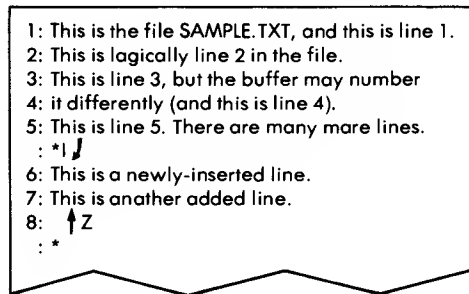 1: This is the file SAMPLE.TXT, and this is line 1.
2: This is lagically line 2 in the file.
3: This is line 3, but the buffer may number
4: it differently (and this is line 4).
5: This is line 5. There are many mare lines.
: *I
6: This is a newly-inserted line.
7: This is anather added line.
8: ↑Z
: *